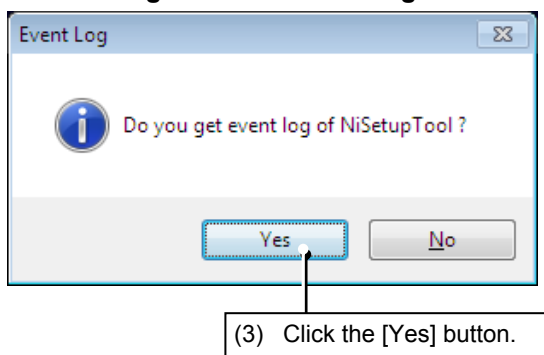 Event Log
Do you get event log of NiSetupTool ?
Yes
No
(3) Click the [Yes] button.